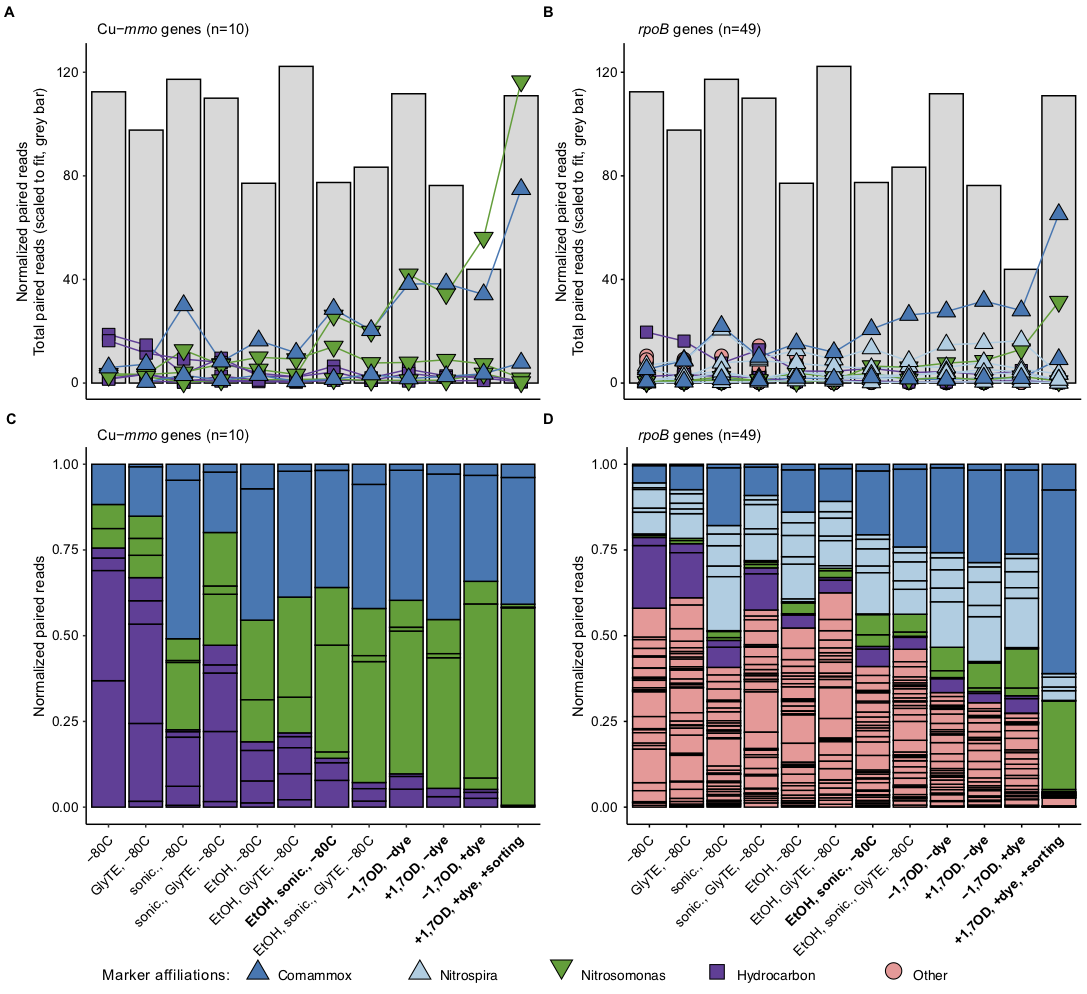 A
Cu−mmo genes (n=10)
Normalized paired reads
Total paired reads (scaled to fit, grey bar)
120
80
40
0
B
rpoB genes (n=49)
Normalized paired reads
Total paired reads (scaled to fit, grey bar)
120
80
40
0
C
Cu−mmo genes (n=10)
Normalized paired reads
1.00
0.75
0.50
0.25
0.00
−80C
GlyTE, −80C
sonic., −80C
sonic., GlyTE, −80C
EtOH, −80C
EtOH, GlyTE, −80C
EtOH, sonic, −80C
EtOH, sonic., GlyTE, −80C
−1,7OD, −dye
+1,7OD, −dye
−1,7OD, +dye
+1,7OD, +dye, +sorting
D
rpoB genes (n=49)
Normalized paired reads
1.00
0.75
0.50
0.25
0.00
−80C
GlyTE, −80C
sonic., −80C
sonic., GlyTE, −80C
EtOH, −80C
EtOH, GlyTE, −80C
EtOH, sonic, −80C
EtOH, sonic., GlyTE, −80C
−1,7OD, −dye
+1,7OD, −dye
−1,7OD, +dye
+1,7OD, +dye, +sorting
Marker affiliations: Comammox Nitrospira Nitrosomonas Hydrocarbon Other